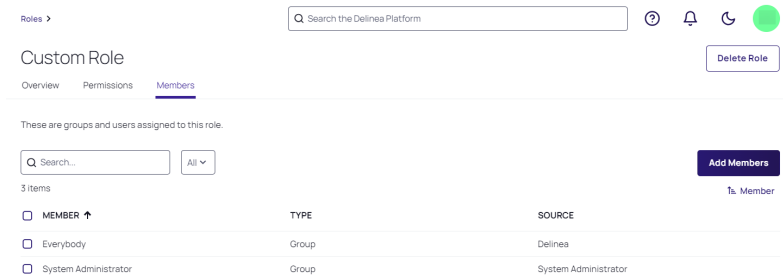 Roles >
Search the Delinea Platform
Custom Role
Delete Role
Overview Permissions Members
These are groups and users assigned to this role.
Search... All
Add Members
3 items
Member
MEMBER TYPE SOURCE
Everybody Group Delinea
System Administrator Group System Administrator